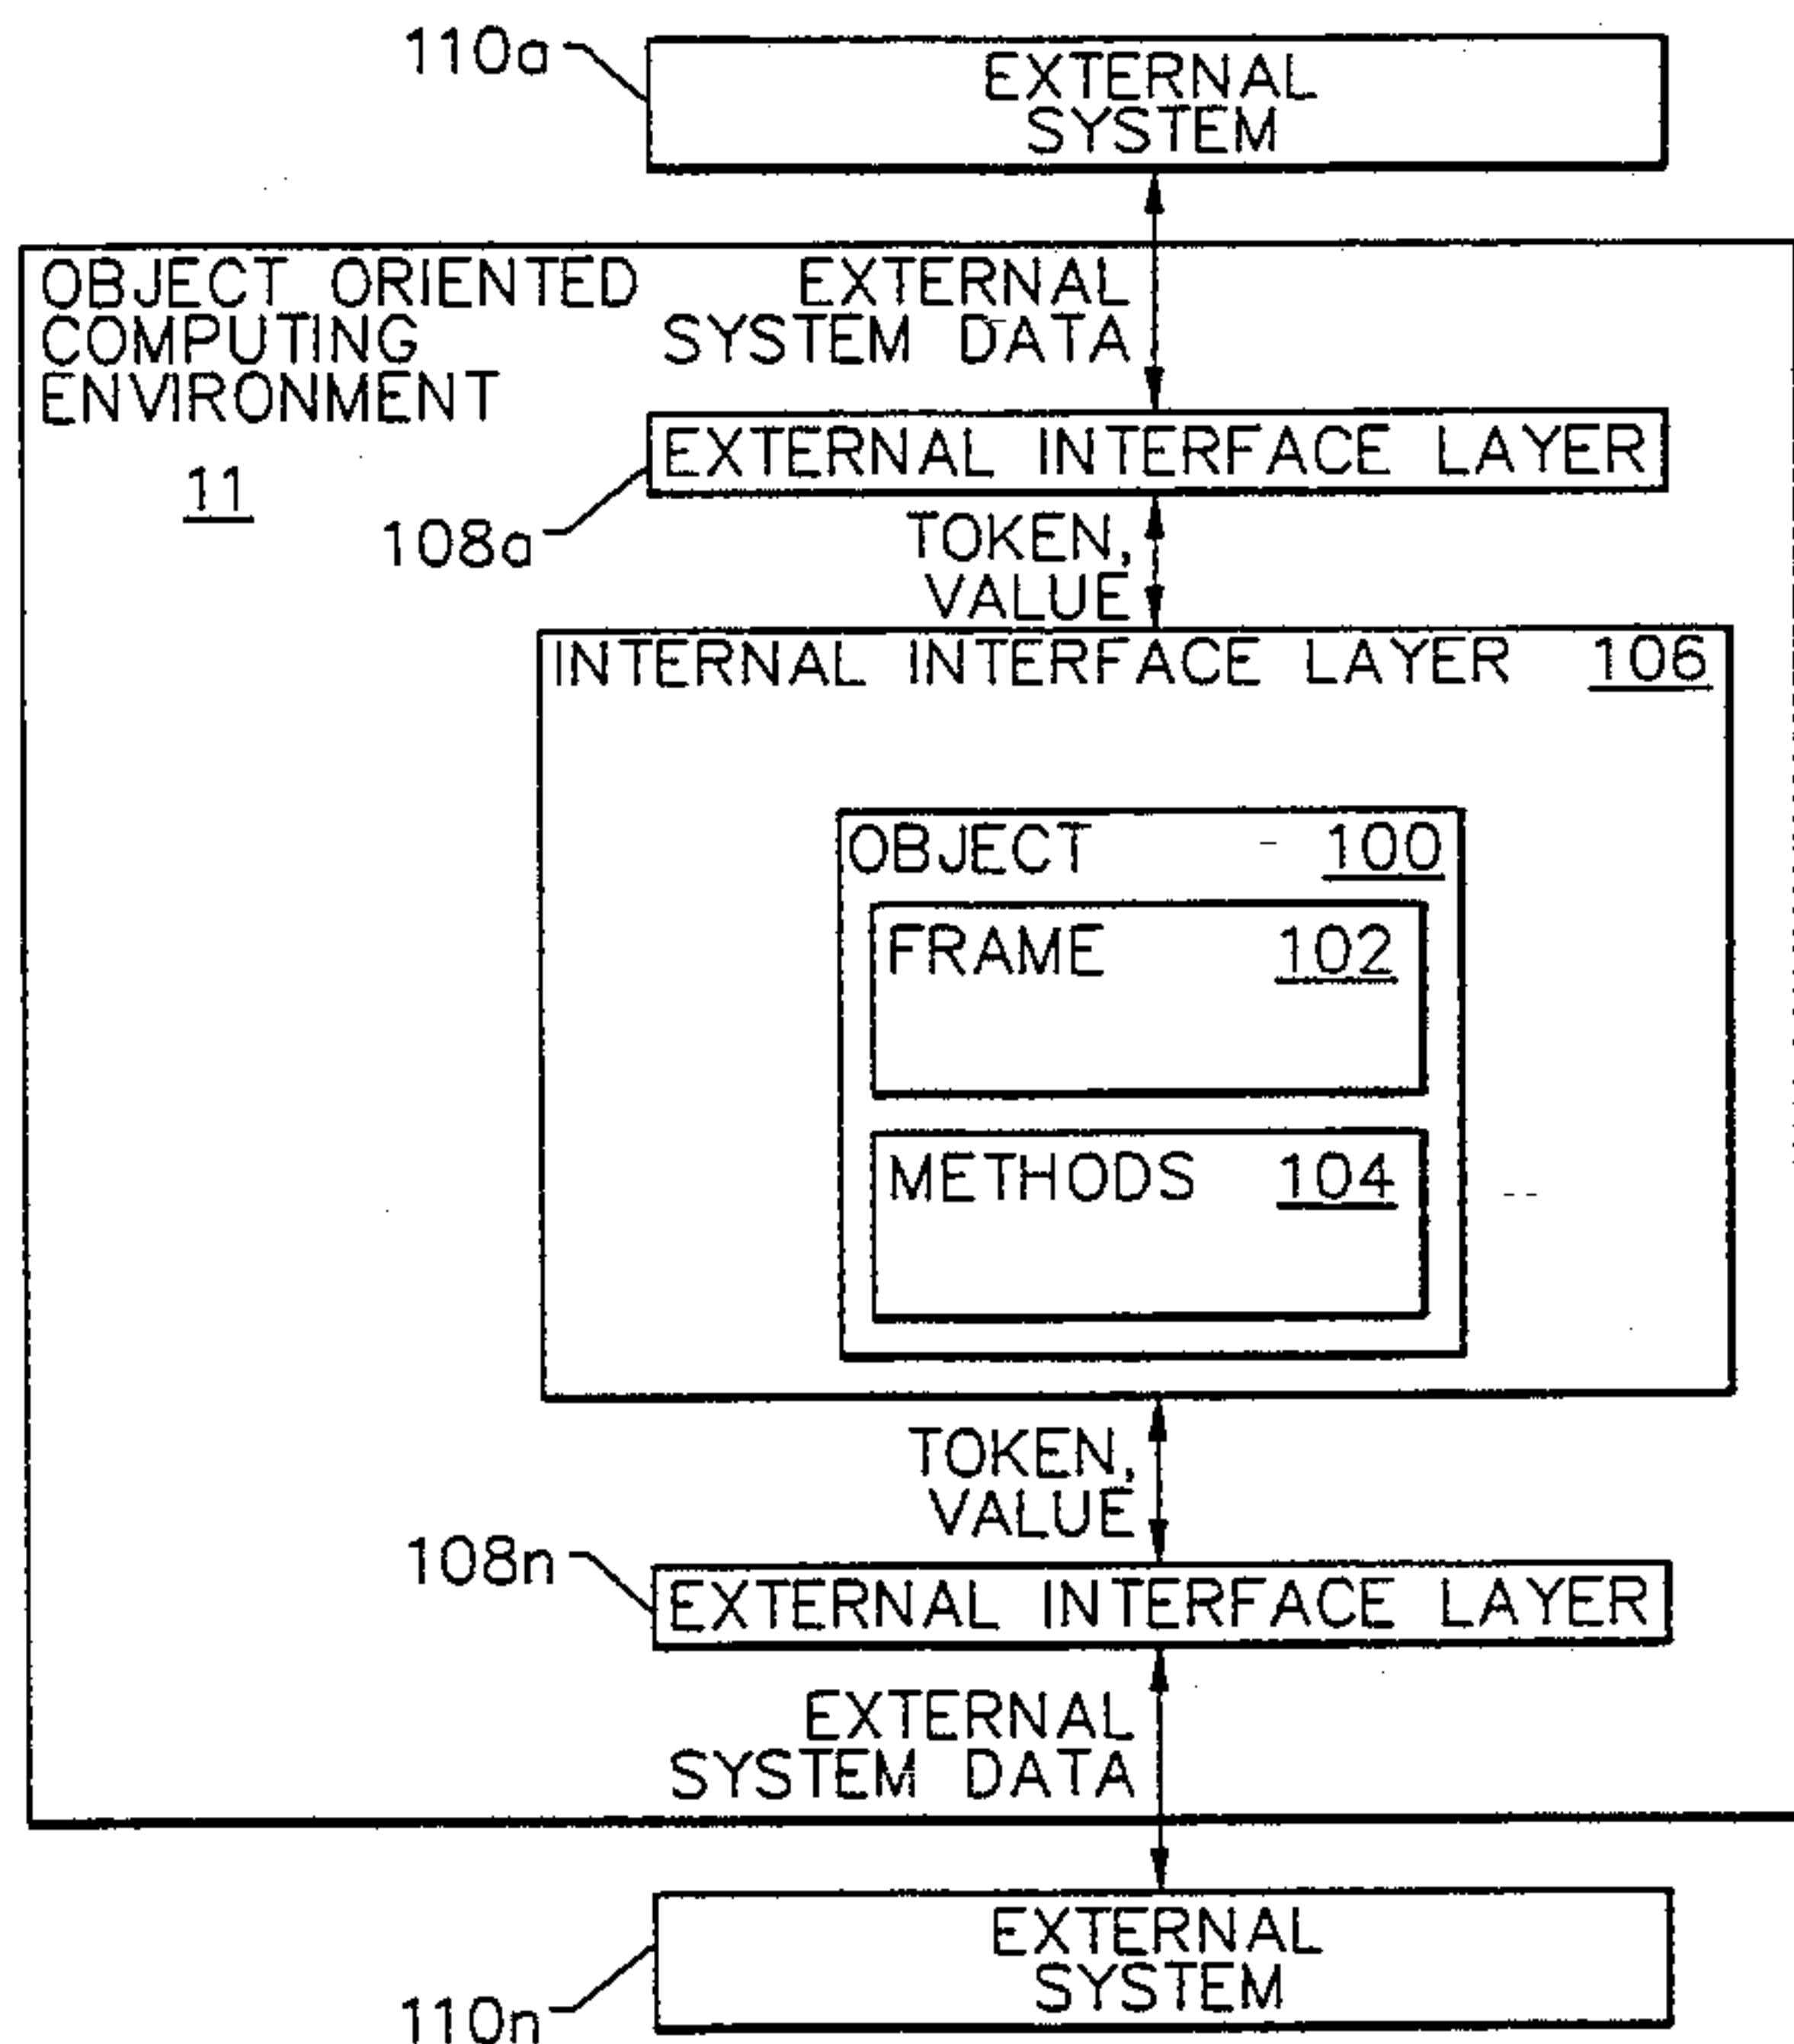 110a
EXTERNAL
SYSTEM
OBJECT ORIENTED
COMPUTING
ENVIRONMENT
11
EXTERNAL
SYSTEM DATA
EXTERNAL INTERFACE LAYER
108a
TOKEN,
VALUE
INTERNAL INTERFACE LAYER 106
OBJECT 100
FRAME 102
METHODS 104
TOKEN,
VALUE
108n
EXTERNAL INTERFACE LAYER
EXTERNAL
SYSTEM DATA
EXTERNAL
SYSTEM
110n